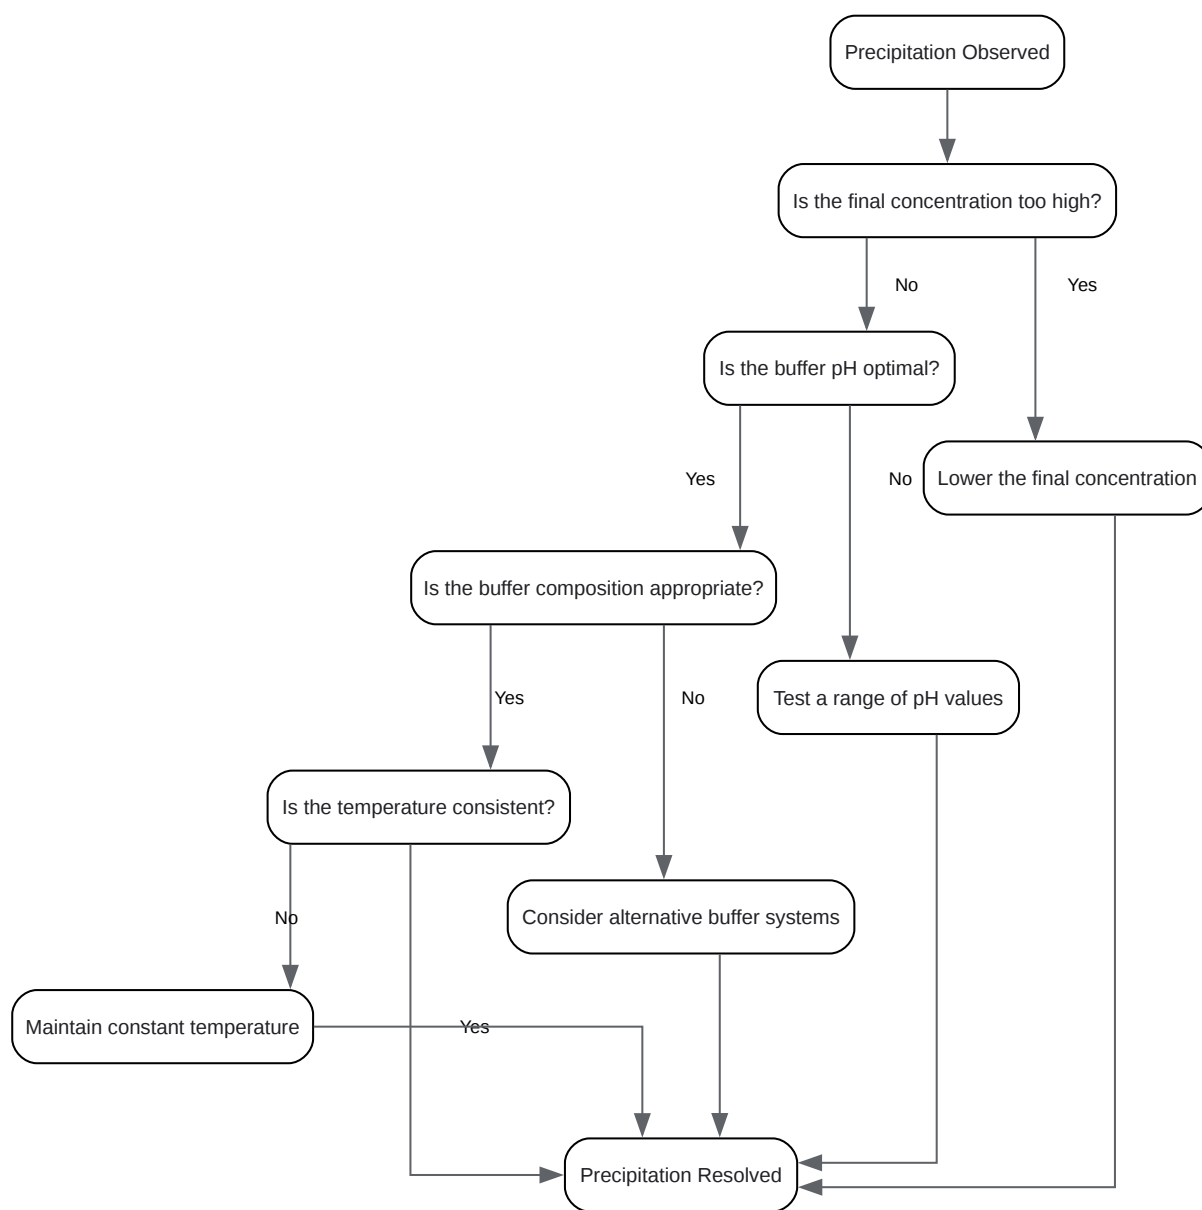 Precipitation Observed
Is the final concentration too high?
No
Yes
Is the buffer pH optimal?
Yes
No
Lower the final concentration
Is the buffer composition appropriate?
Yes
No
Test a range of pH values
Is the temperature consistent?
No
Consider alternative buffer systems
Maintain constant temperature
Yes
Precipitation Resolved